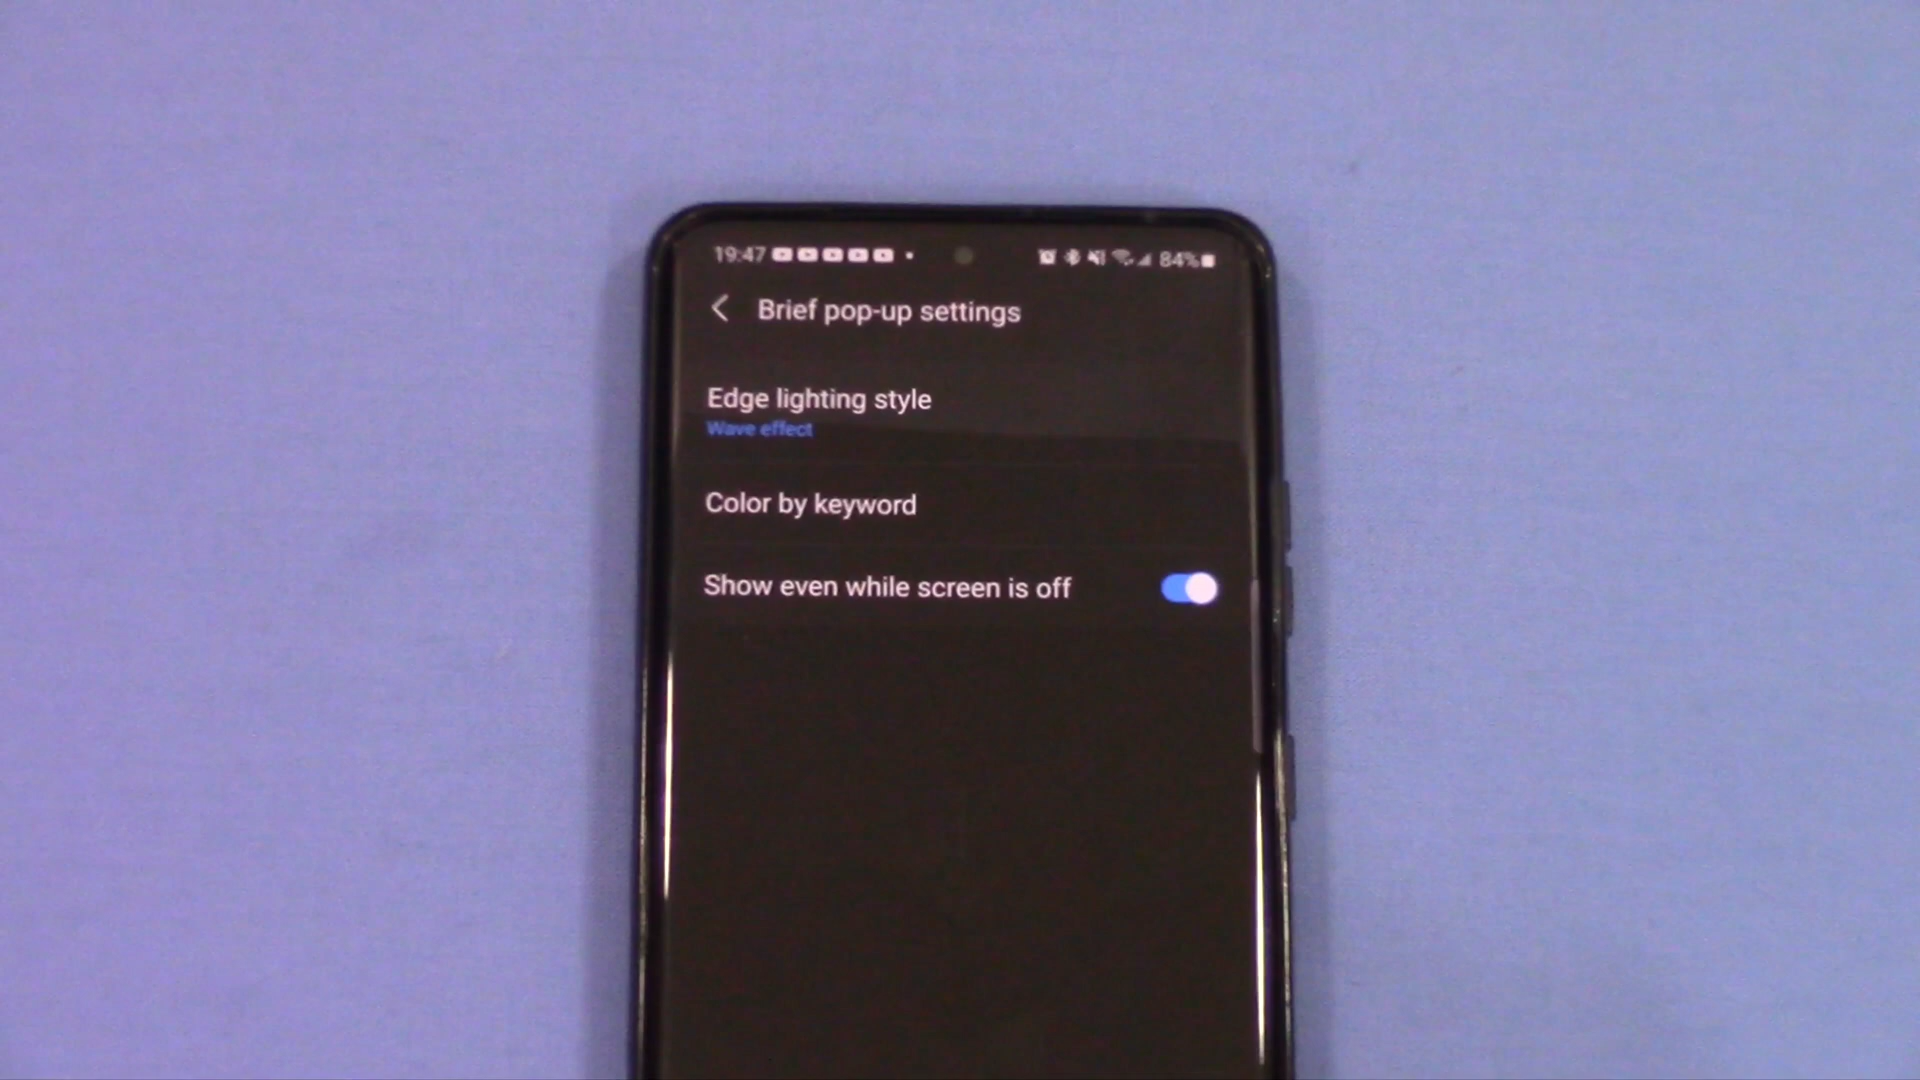 19:47 84%
Brief pop-up settings
Edge lighting style
Wave effect
Color by keyword
Show even while screen is off